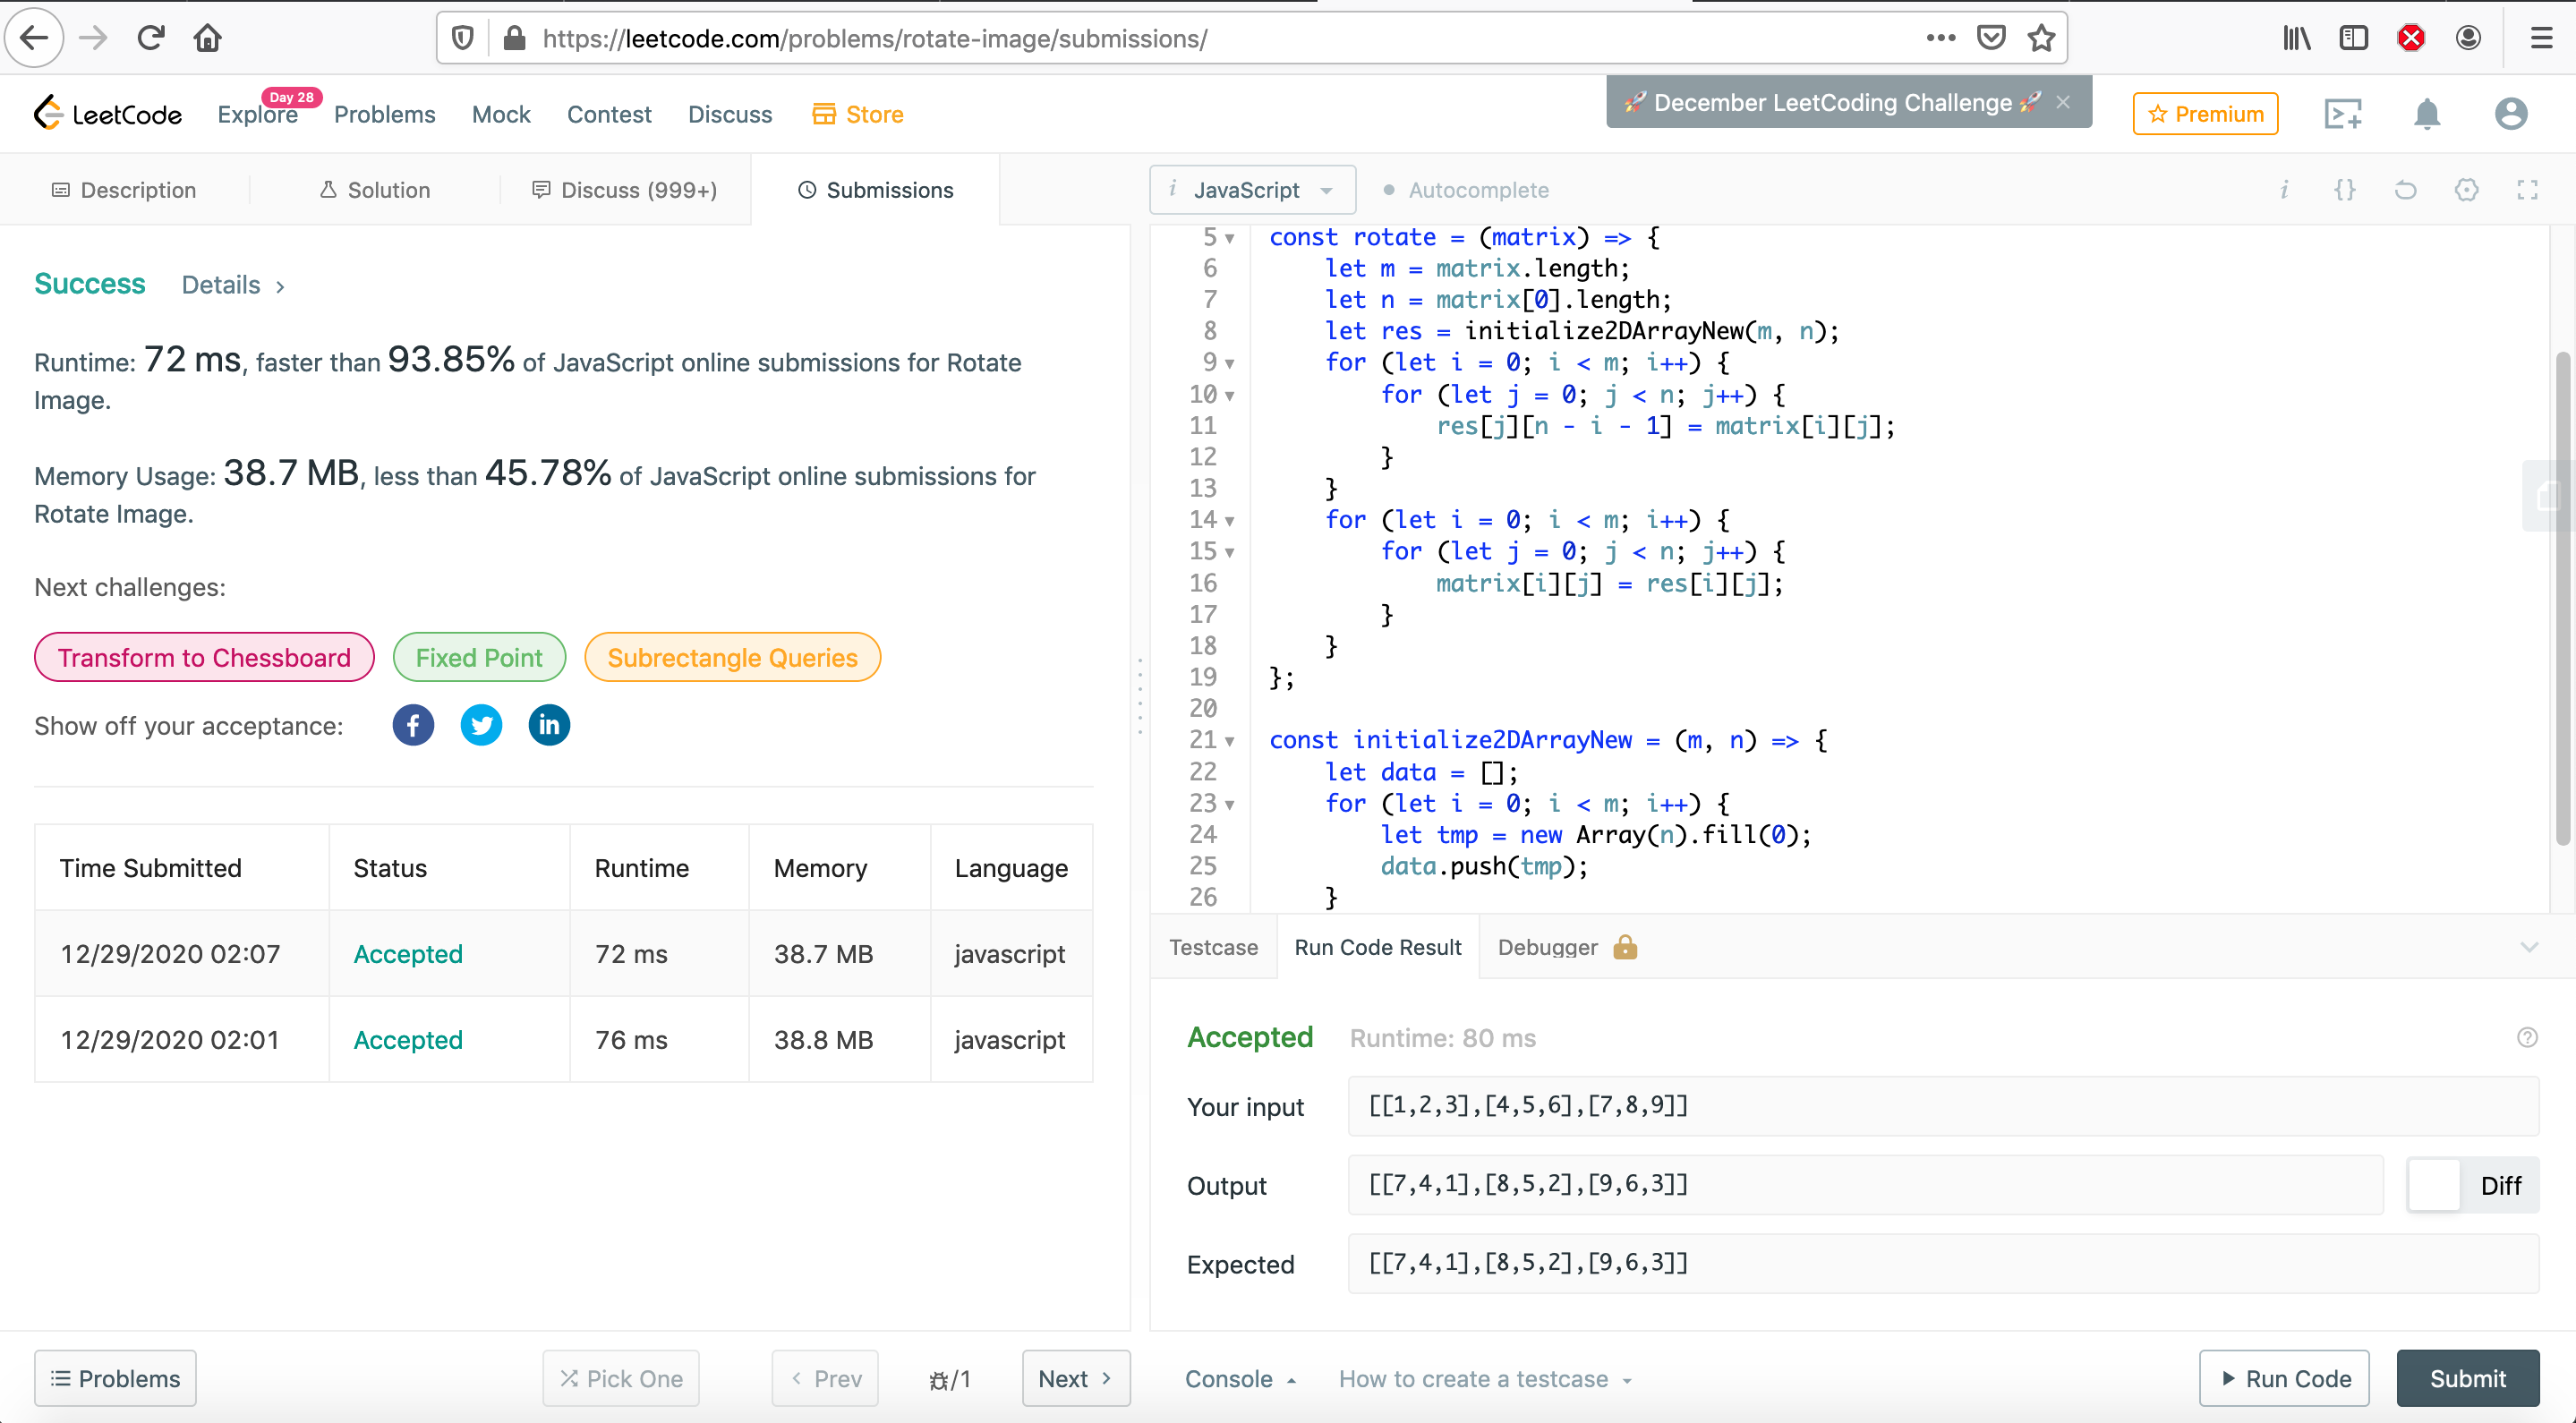 https://leetcode.com/problems/rotate-image/submissions/
LeetCode
Explore
Day 28
Problems
Mock
Contest
Discuss
Store
🚀 December LeetCoding Challenge 🚀 ×
Premium
Description
Solution
Discuss (999+)
Submissions
Success Details >
Runtime: 72 ms, faster than 93.85% of JavaScript online submissions for Rotate
Image.
Memory Usage: 38.7 MB, less than 45.78% of JavaScript online submissions for
Rotate Image.
Next challenges:
Transform to Chessboard
Fixed Point
Subrectangle Queries
Show off your acceptance:
Time Submitted Status Runtime Memory Language
12/29/2020 02:07 Accepted 72 ms 38.7 MB javascript
12/29/2020 02:01 Accepted 76 ms 38.8 MB javascript
Problems
Pick One
< Prev
/1
Next >
i JavaScript
Autocomplete
i {}
5 const rotate = (matrix) => {
6     let m = matrix.length;
7     let n = matrix[0].length;
8     let res = initialize2DArrayNew(m, n);
9     for (let i = 0; i < m; i++) {
10         for (let j = 0; j < n; j++) {
11             res[j][n - i - 1] = matrix[i][j];
12         }
13     }
14     for (let i = 0; i < m; i++) {
15         for (let j = 0; j < n; j++) {
16             matrix[i][j] = res[i][j];
17         }
18     }
19 };
20
21 const initialize2DArrayNew = (m, n) => {
22     let data = [];
23     for (let i = 0; i < m; i++) {
24         let tmp = new Array(n).fill(0);
25         data.push(tmp);
26     }
Testcase
Run Code Result
Debugger
Accepted Runtime: 80 ms
Your input [[1,2,3],[4,5,6],[7,8,9]]
Output [[7,4,1],[8,5,2],[9,6,3]]
Diff
Expected [[7,4,1],[8,5,2],[9,6,3]]
Console
How to create a testcase
Run Code
Submit